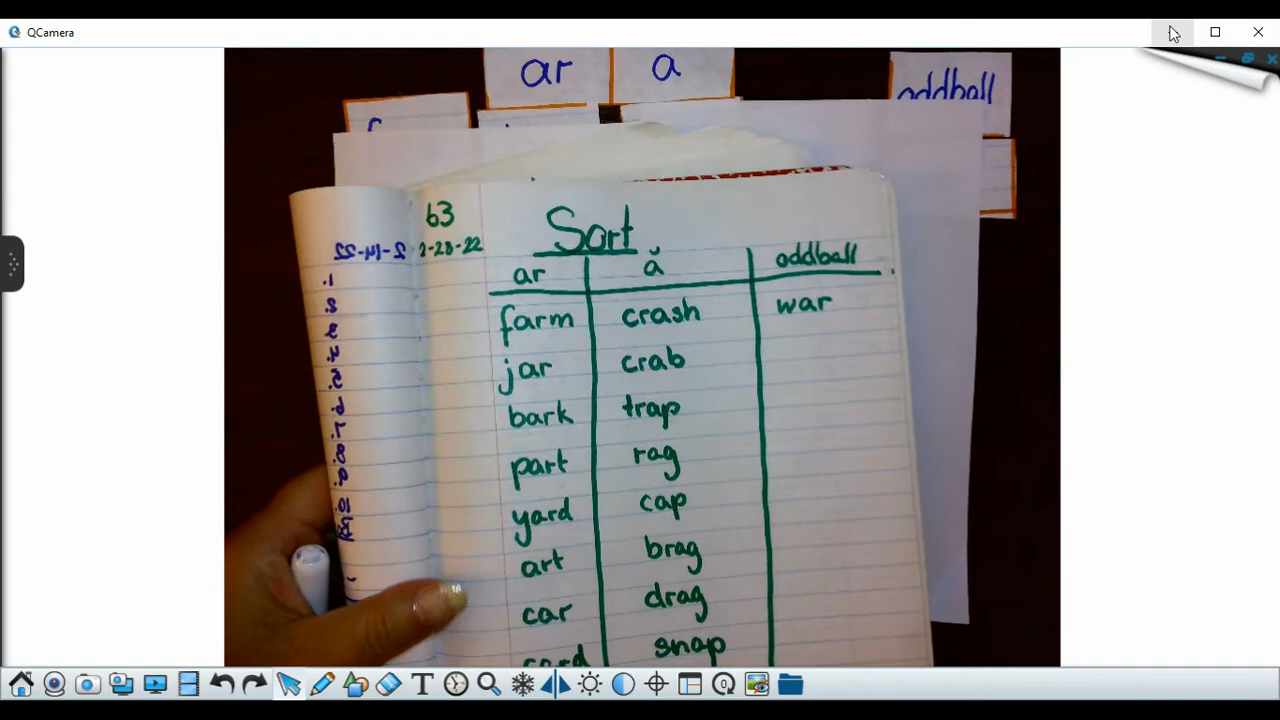 QCamera
ar a oddball
63
2-14-22 2-28-22
Sort
ar ă oddball
farm crash war
jar crab
bark trap
part rag
yard cap
art brag
car drag
card snap